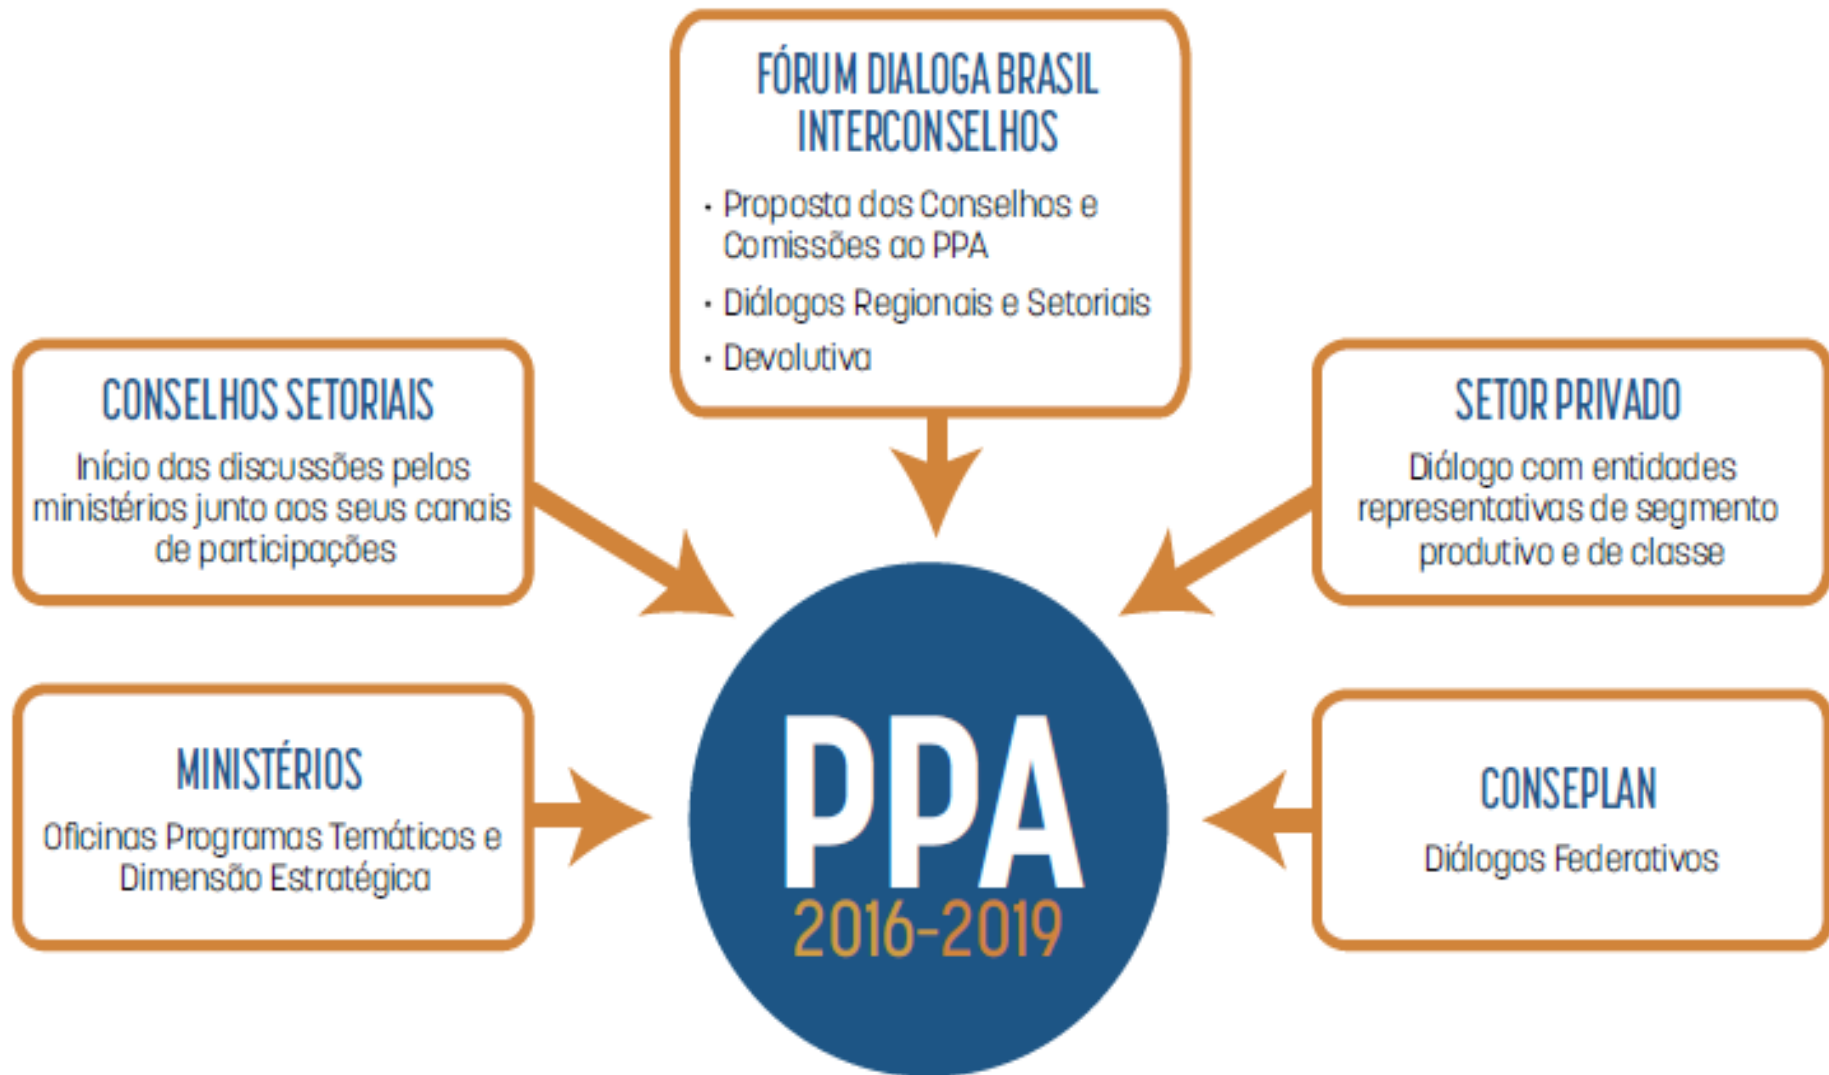 FÓRUM DIALOGA BRASIL
INTERCONSELHOS
· Proposta dos Conselhos e
Comissões ao PPA
· Diálogos Regionais e Setoriais
· Devolutiva
CONSELHOS SETORIAIS
Início das discussões pelos
ministérios junto aos seus canais
de participações
SETOR PRIVADO
Diálogo com entidades
representativas de segmento
produtivo e de classe
MINISTÉRIOS
Oficinas Programas Temáticos e
Dimensão Estratégica
PPA
2016-2019
CONSEPLAN
Diálogos Federativos